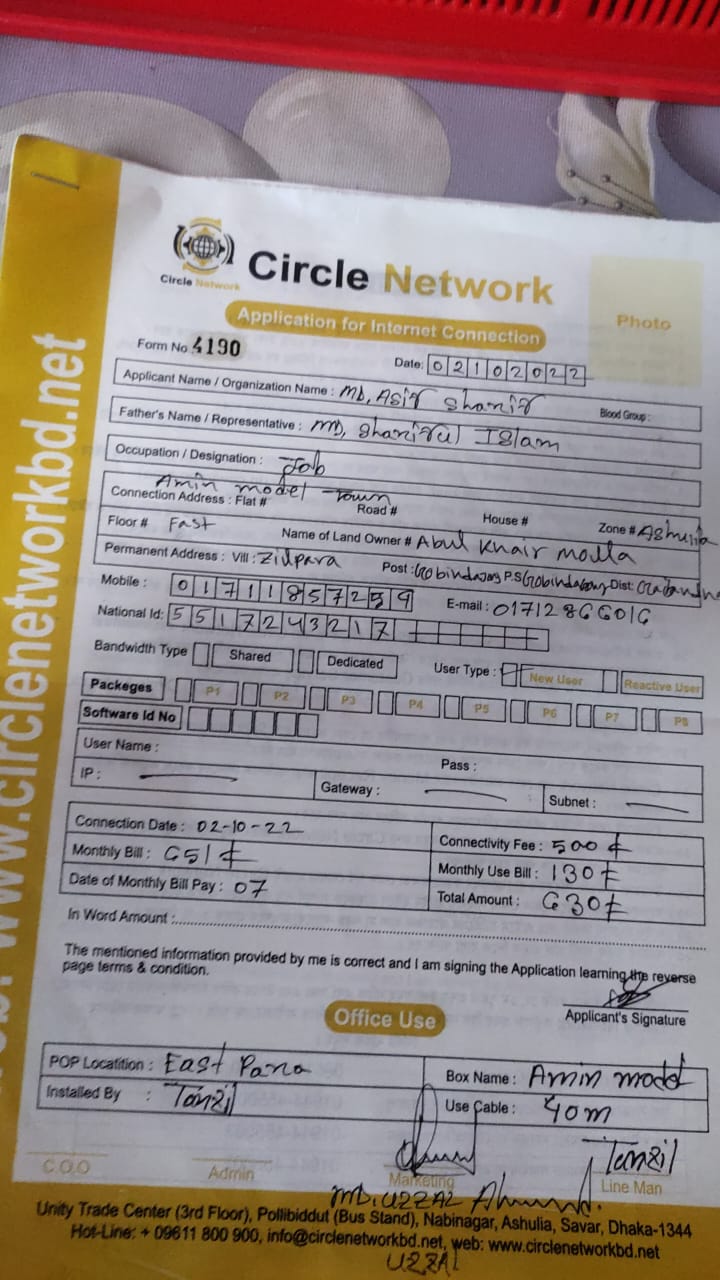 Circle Network
Circle Network
Photo
Application for Internet Connection
Form No. 4190
Date: 02102022
Applicant Name / Organization Name : MD, Asif Sharif
Blood Group :
Father's Name / Representative : MD, Shariful Islam
Occupation / Designation : Job
Amin model Town
Connection Address : Flat # Road # House # Zone # Ashulia
Floor # Fast Name of Land Owner # Abul Khair molla
Permanent Address : Vill : Zilpara Post : Gobindagong P.S Gobindagong Dist:
Mobile : 01711857259 E-mail : 01712866016
National Id: 5517243217
Bandwidth Type Shared Dedicated User Type : New User Reactive User
Packeges P1 P2 P3 P4 P5 P6 P7 P8
Software Id No
User Name : Pass :
IP : Gateway : Subnet :
Connection Date : 02-10-22 Connectivity Fee : 500 ₺
Monthly Bill : 651 ₺ Monthly Use Bill : 130 ₺
Date of Monthly Bill Pay : 07 Total Amount : 630 ₺
In Word Amount :
The mentioned information provided by me is correct and I am signing the Application learning the reverse
page terms & condition.
Applicant's Signature
Office Use
POP Locatition : East Para Box Name : Amin model
Installed By : Tanzil Use Cable : 40m
Tanzil
C.O.O Admin Marketing Line Man
MD. UZZAL Ahmed.
Unity Trade Center (3rd Floor), Pollibiddut (Bus Stand), Nabinagar, Ashulia, Savar, Dhaka-1344
Hot-Line: + 09611 800 900, info@circlenetworkbd.net, web: www.circlenetworkbd.net
UZZAL
www.circlenetworkbd.net